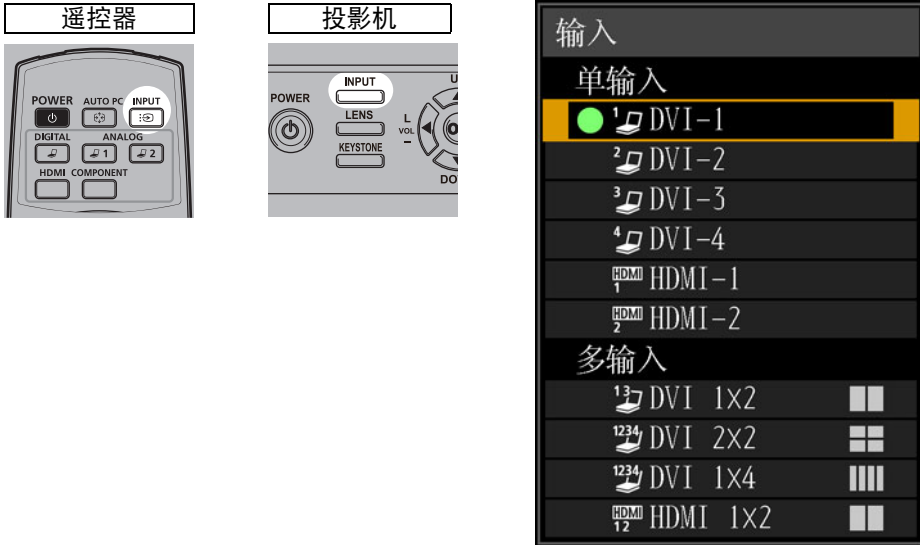 遥控器
POWER AUTO PC INPUT
DIGITAL ANALOG
1 2
HDMI COMPONENT
投影机
INPUT
POWER
LENS
L
VOL
KEYSTONE
输入
单输入
1 DVI-1
2 DVI-2
3 DVI-3
4 DVI-4
HDMI 1 HDMI-1
HDMI 2 HDMI-2
多输入
13 DVI 1X2
1234 DVI 2X2
1234 DVI 1X4
HDMI 12 HDMI 1X2